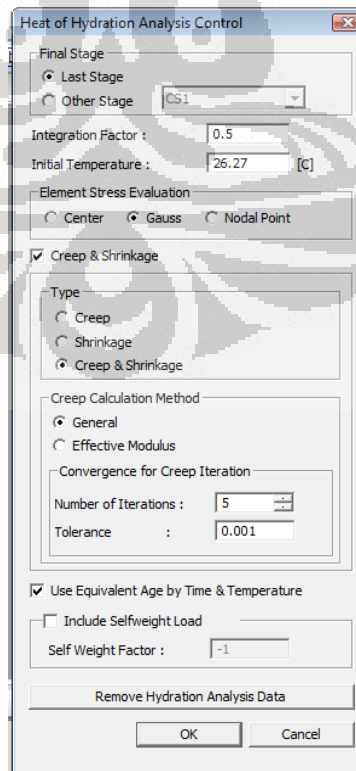 Heat of Hydration Analysis Control
Final Stage
Last Stage
Other Stage CS1
Integration Factor : 0.5
Initial Temperature : 26.27 [C]
Element Stress Evaluation
Center Gauss Nodal Point
Creep & Shrinkage
Type
Creep
Shrinkage
Creep & Shrinkage
Creep Calculation Method
General
Effective Modulus
Convergence for Creep Iteration
Number of Iterations : 5
Tolerance : 0.001
Use Equivalent Age by Time & Temperature
Include Selfweight Load
Self Weight Factor : -1
Remove Hydration Analysis Data
OK Cancel